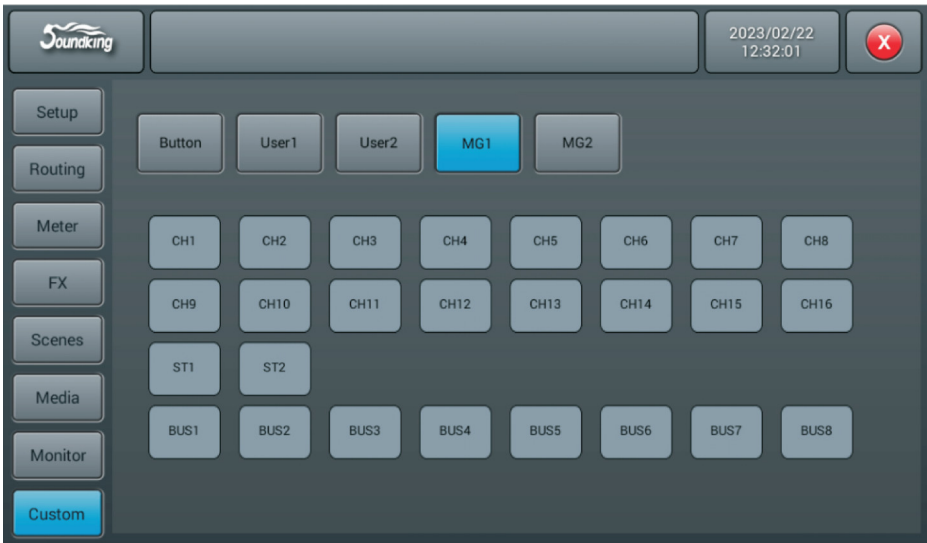 Soundking
2023/02/22
12:32:01
X
Setup
Routing
Meter
FX
Scenes
Media
Monitor
Custom
Button User1 User2 MG1 MG2
CH1 CH2 CH3 CH4 CH5 CH6 CH7 CH8
CH9 CH10 CH11 CH12 CH13 CH14 CH15 CH16
ST1 ST2
BUS1 BUS2 BUS3 BUS4 BUS5 BUS6 BUS7 BUS8